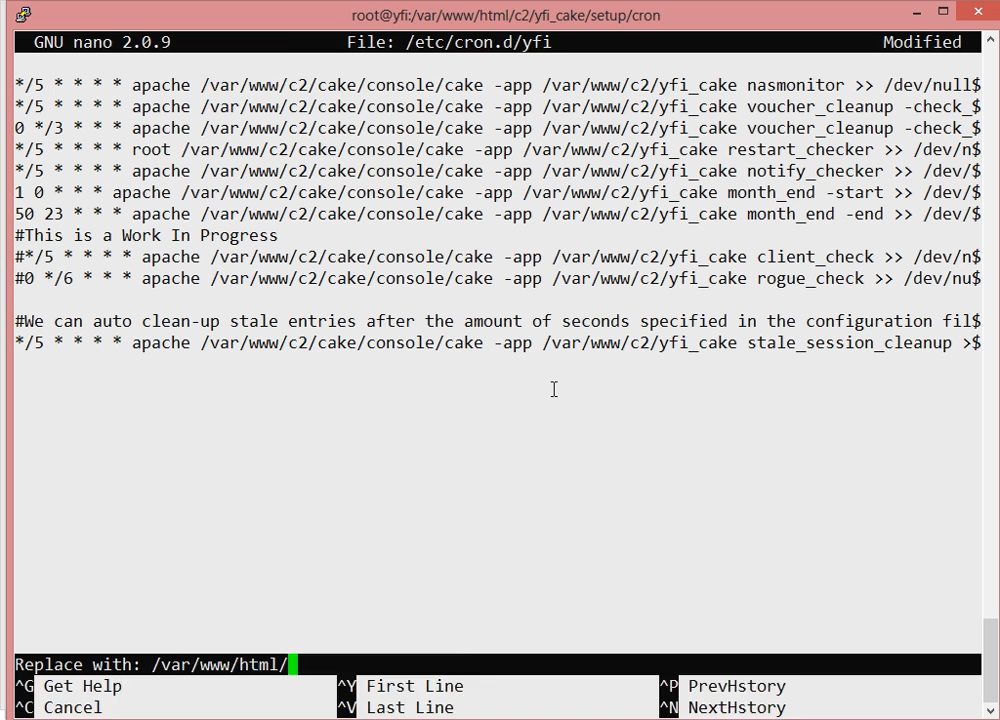 root@yfi:/var/www/html/c2/yfi_cake/setup/cron
GNU nano 2.0.9 File: /etc/cron.d/yfi Modified
*/5 * * * * apache /var/www/c2/cake/console/cake -app /var/www/c2/yfi_cake nasmonitor >> /dev/null$
*/5 * * * * apache /var/www/c2/cake/console/cake -app /var/www/c2/yfi_cake voucher_cleanup -check_$
0 */3 * * * apache /var/www/c2/cake/console/cake -app /var/www/c2/yfi_cake voucher_cleanup -check_$
*/5 * * * * root /var/www/c2/cake/console/cake -app /var/www/c2/yfi_cake restart_checker >> /dev/n$
*/5 * * * * apache /var/www/c2/cake/console/cake -app /var/www/c2/yfi_cake notify_checker >> /dev/$
1 0 * * * apache /var/www/c2/cake/console/cake -app /var/www/c2/yfi_cake month_end -start >> /dev/$
50 23 * * * apache /var/www/c2/cake/console/cake -app /var/www/c2/yfi_cake month_end -end >> /dev/$
#This is a Work In Progress
#*/5 * * * * apache /var/www/c2/cake/console/cake -app /var/www/c2/yfi_cake client_check >> /dev/n$
#0 */6 * * * apache /var/www/c2/cake/console/cake -app /var/www/c2/yfi_cake rogue_check >> /dev/nu$
#We can auto clean-up stale entries after the amount of seconds specified in the configuration fil$
*/5 * * * * apache /var/www/c2/cake/console/cake -app /var/www/c2/yfi_cake stale_session_cleanup >$
Replace with: /var/www/html/
^G Get Help ^Y First Line ^P PrevHstory
^C Cancel ^V Last Line ^N NextHstory